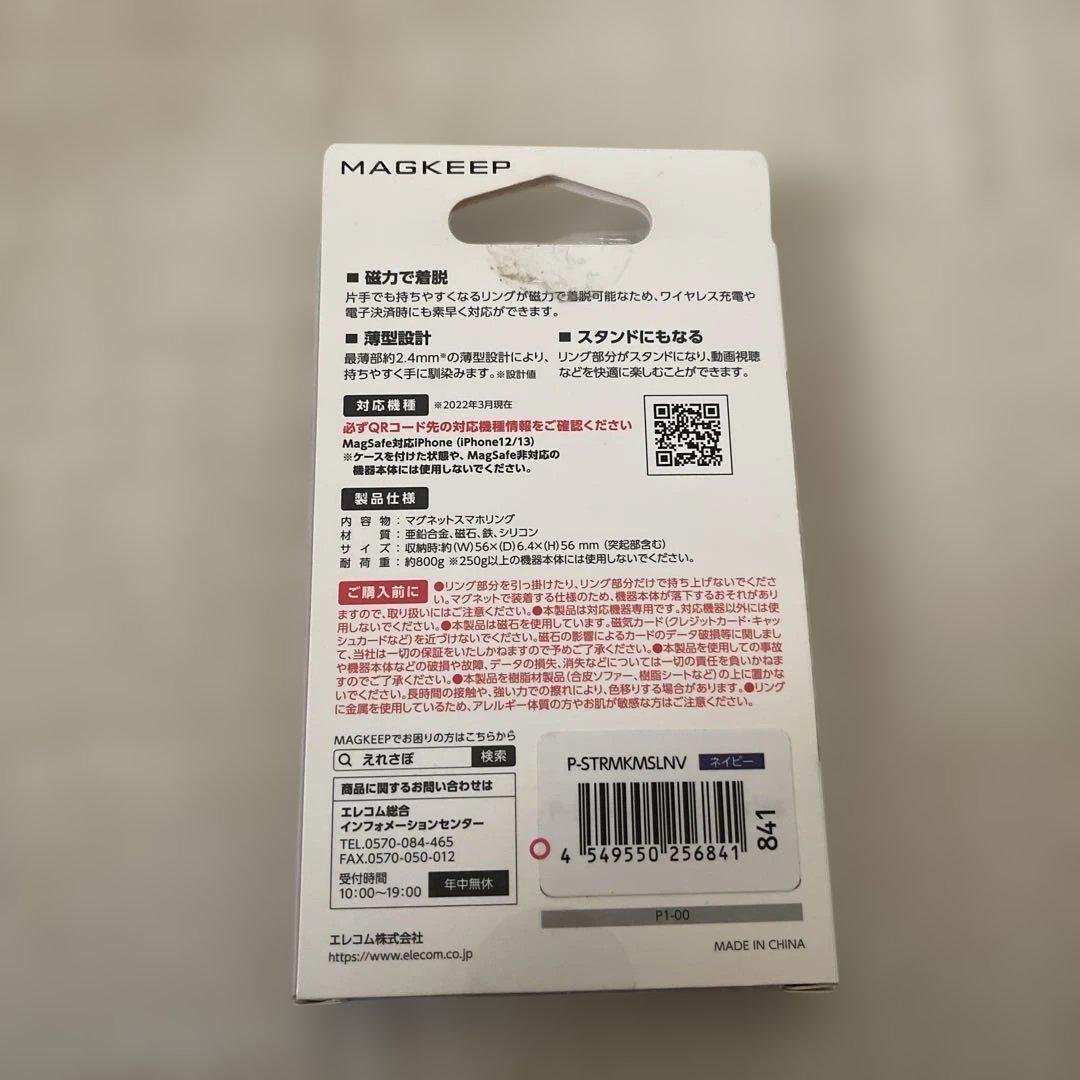 MAGKEEP
■ 磁力で着脱
片手でも持ちやすくなるリングが磁力で着脱可能なため、ワイヤレス充電や
電子決済時にも素早く対応ができます。
■ 薄型設計
最薄部約2.4mm※の薄型設計により、
持ちやすく手に馴染みます。※設計値
■ スタンドにもなる
リング部分がスタンドになり、動画視聴
などを快適に楽しむことができます。
対応機種 ※2022年3月現在
必ずQRコード先の対応機種情報をご確認ください
MagSafe対応iPhone (iPhone12/13)
※ケースを付けた状態や、MagSafe非対応の
機器本体には使用しないでください。
製品仕様
内容物：マグネットスマホリング
材質：亜鉛合金、磁石、鉄、シリコン
サイズ：収納時:約(W)56×(D)6.4×(H)56 mm (突起部含む)
耐荷重：約800g ※250g以上の機器本体には使用しないでください。
ご購入前に ●リング部分を引っ掛けたり、リング部分だけで持ち上げないでくださ
い。マグネットで装着する仕様のため、機器本体が落下するおそれがあり
ますので、取り扱いにはご注意ください。●本製品は対応機器専用です。対応機器以外には使
用しないでください。●本製品は磁石を使用しています。磁気カード(クレジットカード・キャッ
シュカードなど)を近づけないでください。磁石の影響によるカードのデータ破損等に関しまし
て、当社は一切の保証をいたしかねますので予めご了承ください。●本製品を使用しての事故
や機器本体などの破損や故障、データの損失、消失などについては一切の責任を負いかねま
すのでご了承ください。●本製品を樹脂材製品(合皮ソファー、樹脂シートなど)の上に置かな
いでください。長時間の接触や、強い力での擦れにより、色移りする場合があります。●リング
に金属を使用しているため、アレルギー体質の方やお肌が敏感な方はご注意ください。
MAGKEEPでお困りの方はこちらから
えれさぽ 検索
商品に関するお問い合わせは
エレコム総合
インフォメーションセンター
TEL.0570-084-465
FAX.0570-050-012
受付時間
10:00～19:00 年中無休
エレコム株式会社
https://www.elecom.co.jp
P-STRMKMSLNV ネイビー
4 549550 256841
841
P1-00
MADE IN CHINA